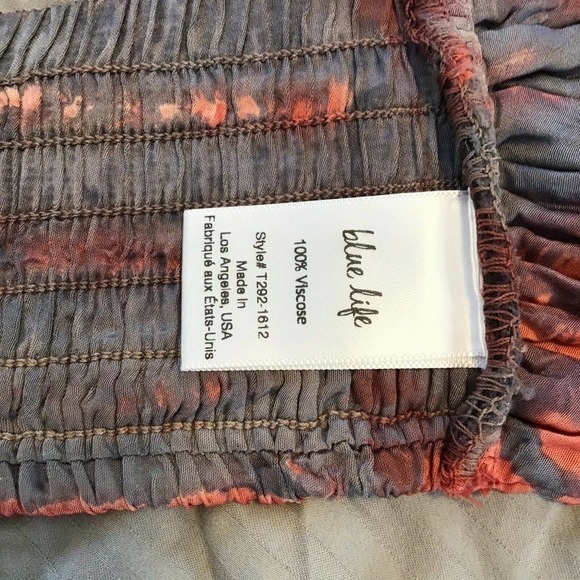 blue life
100% Viscose
Style# T292-1612
Made In
Los Angeles, USA
Fabriqué aux États-Unis